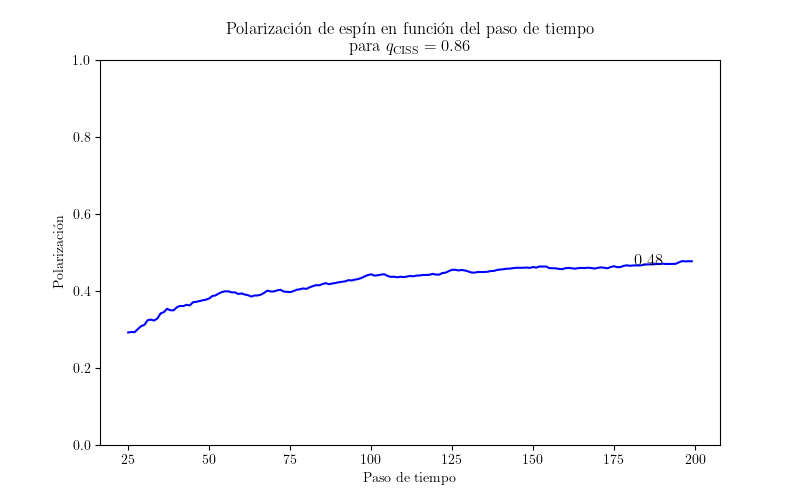 Polarización de espín en función del paso de tiempo
para q_CISS = 0.86
1.0
0.8
0.6
0.4
0.2
0.0
Polarización
0.48
25 50 75 100 125 150 175 200
Paso de tiempo